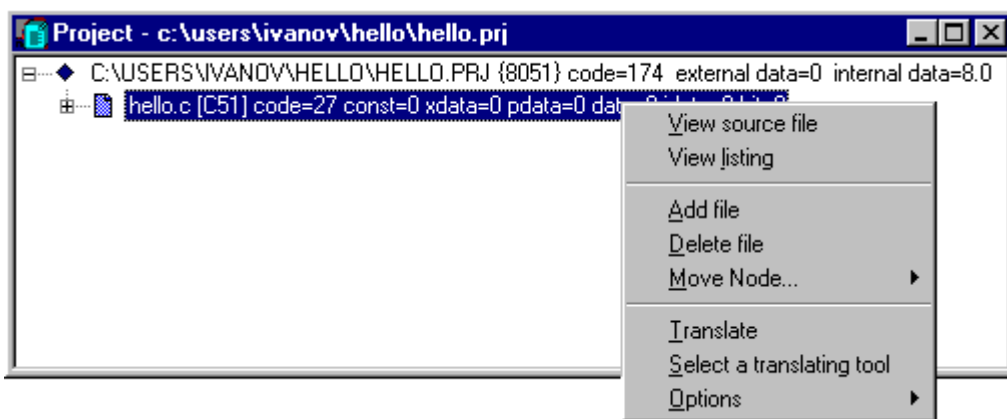 Project - c:\users\ivanov\hello\hello.prj
C:\USERS\IVANOV\HELLO\HELLO.PRJ {8051} code=174 external data=0 internal data=8.0
hello.c [C51] code=27 const=0 xdata=0 pdata=0
View source file
View listing
Add file
Delete file
Move Node...
Translate
Select a translating tool
Options